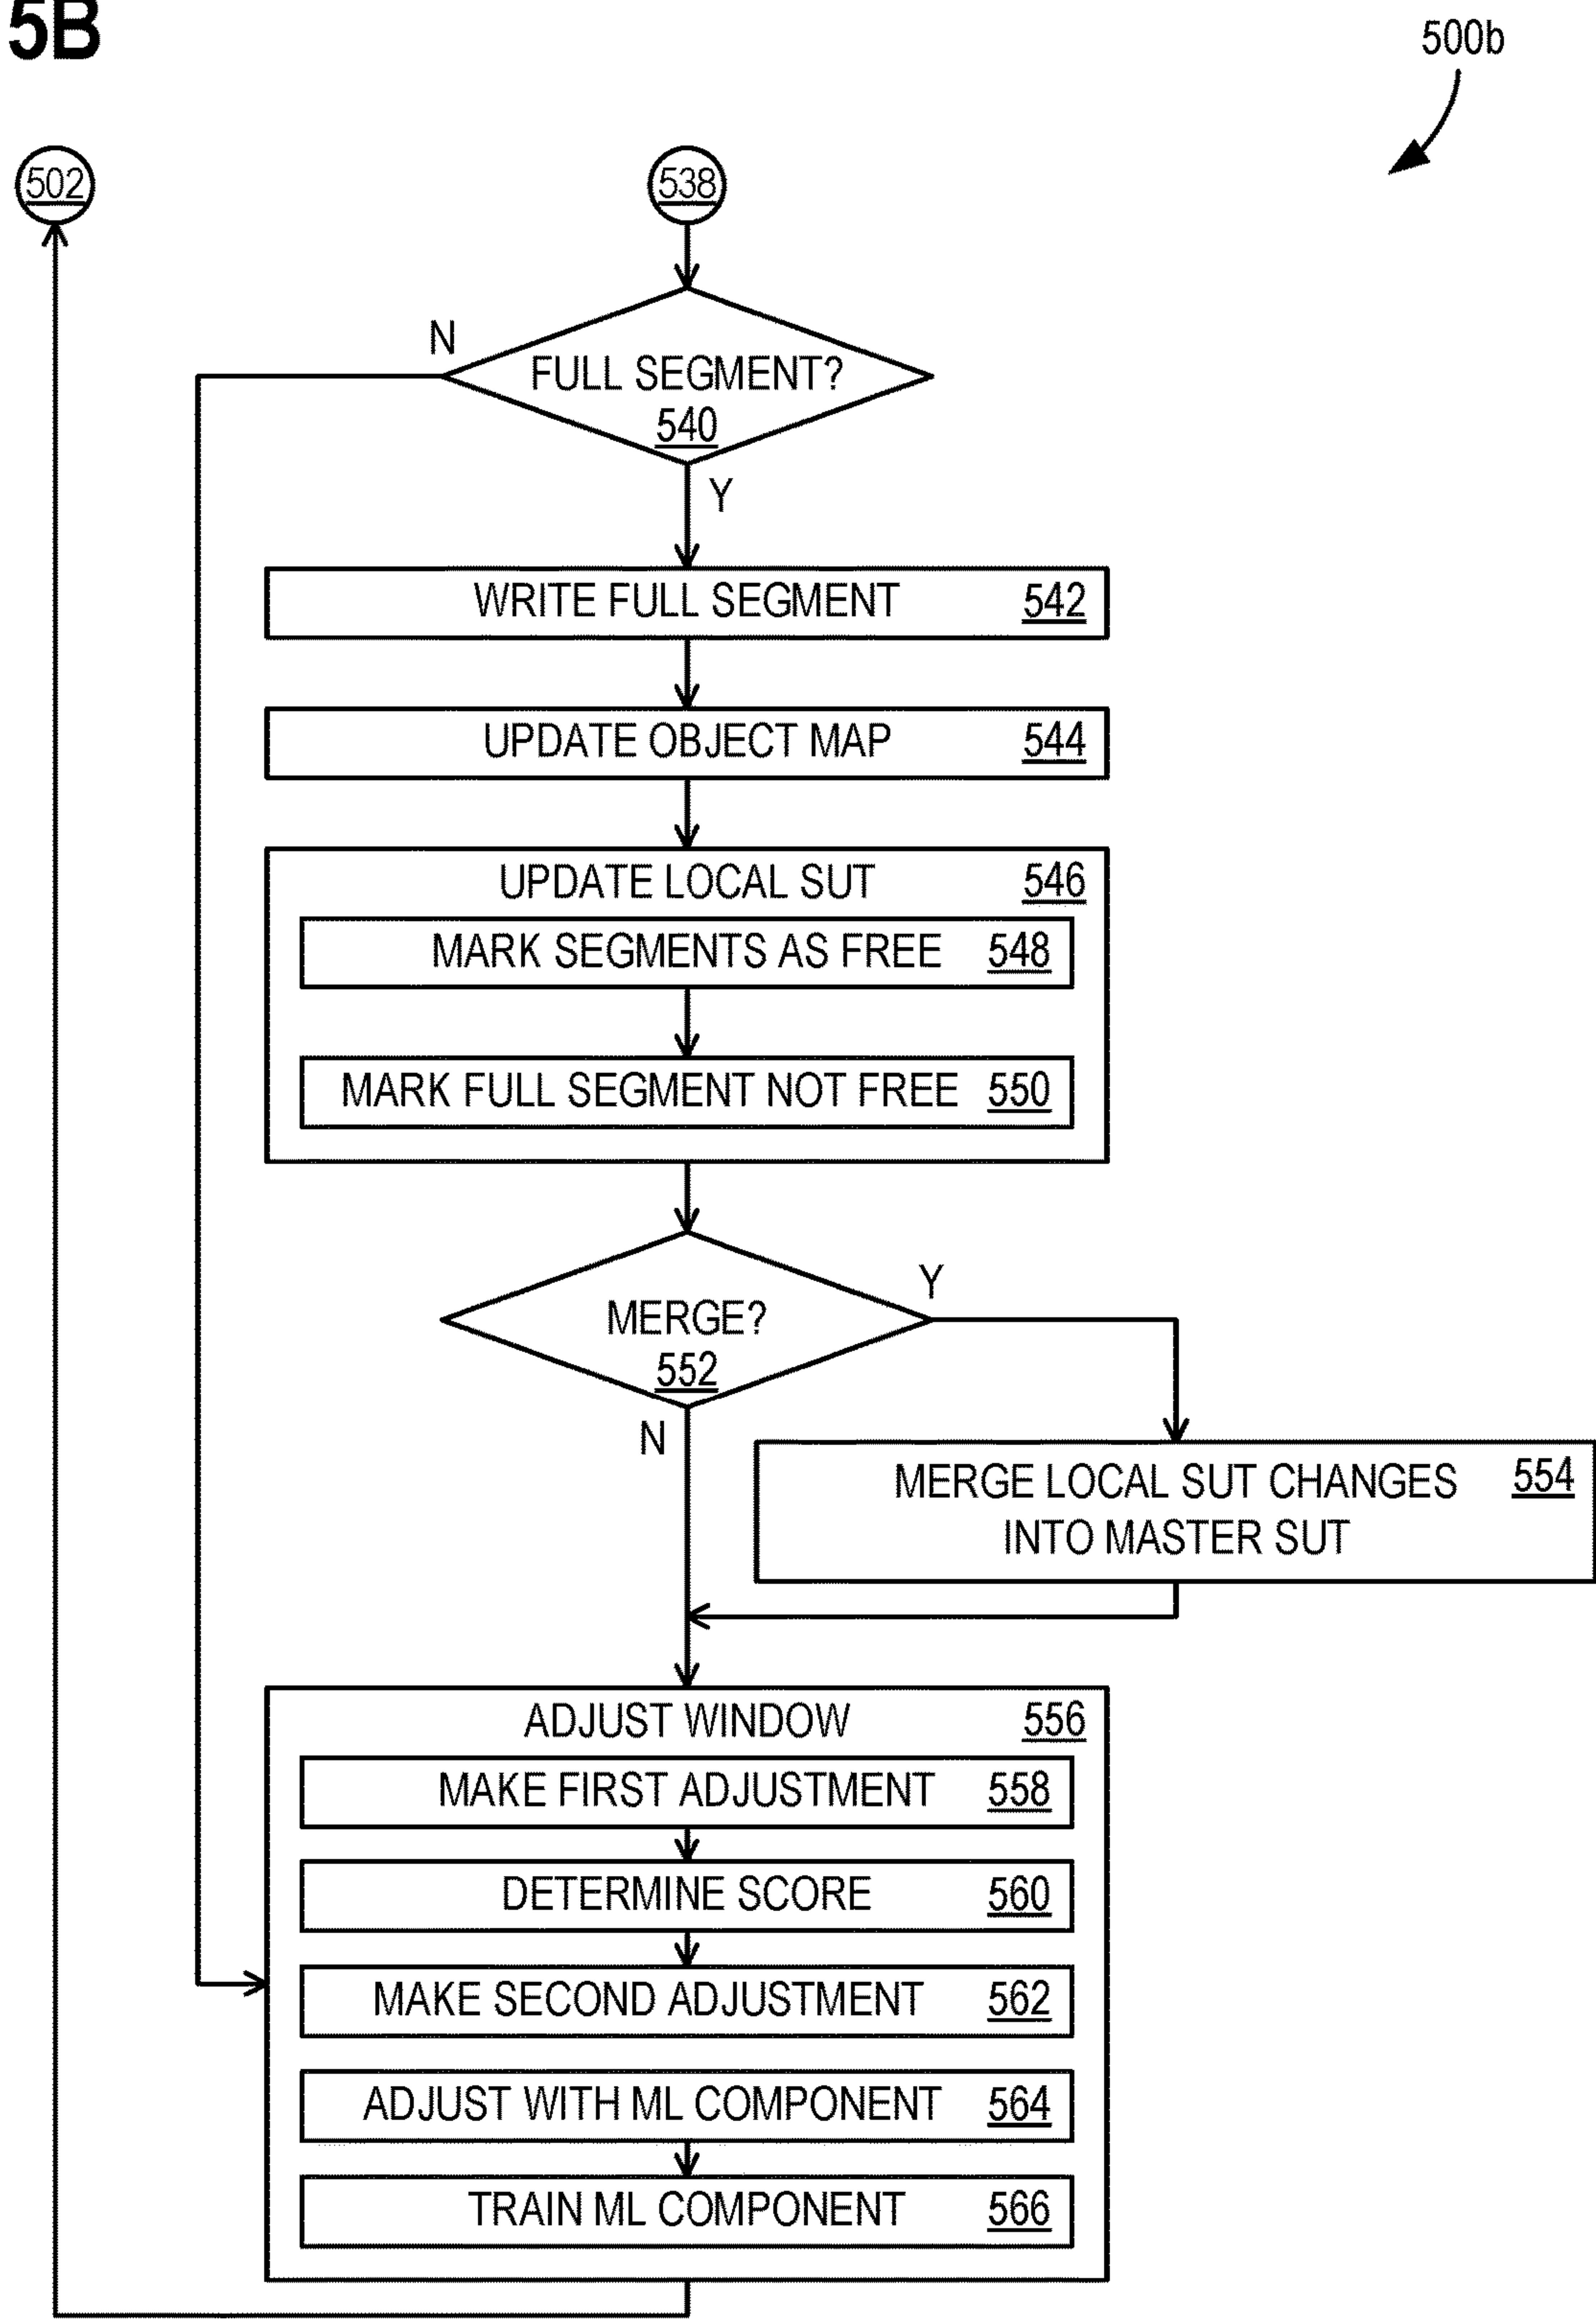 5B
500b
502
538
N
FULL SEGMENT?
540
Y
WRITE FULL SEGMENT 542
UPDATE OBJECT MAP 544
UPDATE LOCAL SUT 546
MARK SEGMENTS AS FREE 548
MARK FULL SEGMENT NOT FREE 550
Y
MERGE?
552
N
MERGE LOCAL SUT CHANGES 554
INTO MASTER SUT
ADJUST WINDOW 556
MAKE FIRST ADJUSTMENT 558
DETERMINE SCORE 560
MAKE SECOND ADJUSTMENT 562
ADJUST WITH ML COMPONENT 564
TRAIN ML COMPONENT 566